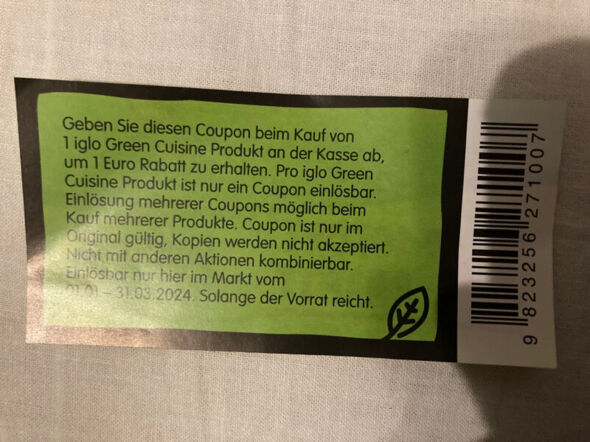 Geben Sie diesen Coupon beim Kauf von
1 iglo Green Cuisine Produkt an der Kasse ab,
um 1 Euro Rabatt zu erhalten. Pro iglo Green
Cuisine Produkt ist nur ein Coupon einlösbar.
Einlösung mehrerer Coupons möglich beim
Kauf mehrerer Produkte. Coupon ist nur im
Original gültig, Kopien werden nicht akzeptiert.
Nicht mit anderen Aktionen kombinierbar.
Einlösbar nur hier im Markt vom
01.01.– 31.03.2024. Solange der Vorrat reicht.
9 823256 271007